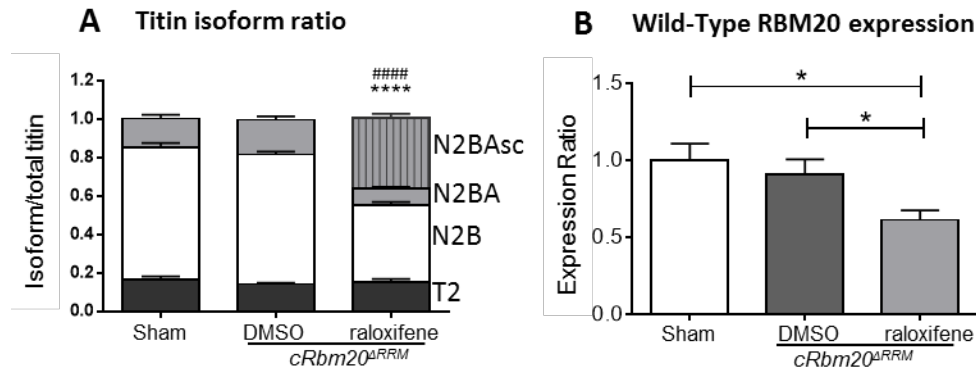 A Titin isoform ratio
Isoform/total titin
1.2
1.0
0.8
0.6
0.4
0.2
0.0
####
****
N2BAsc
N2BA
N2B
T2
Sham DMSO raloxifene
cRbm20ΔRRM
B Wild-Type RBM20 expression
Expression Ratio
1.5
1.0
0.5
0.0
*
*
Sham DMSO raloxifene
cRbm20ΔRRM